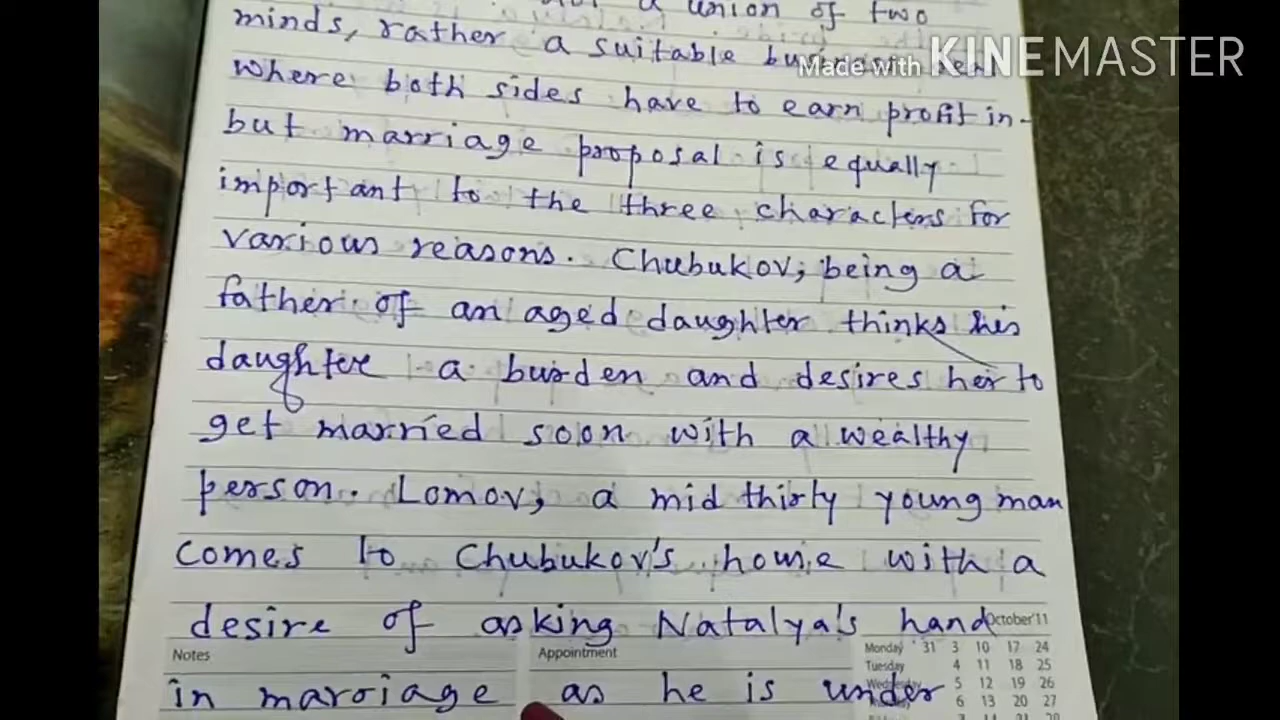 a union of two
minds, rather a suitable
Made with KINEMASTER
where both sides have to earn profit in-
but marriage proposal is equally
important to the three characters for
various reasons. Chubukov, being a
father of an aged daughter thinks his
daughter a burden and desires her to
get married soon with a wealthy
person. Lomov, a mid thirty young man
comes to Chubukov's home with a
desire of asking Natalya's hand
October'11
Notes
Appointment
Monday 31 3 10 17 24
Tuesday 4 11 18 25
Wednesday 5 12 19 26
6 13 20 27
in marriage as he is under